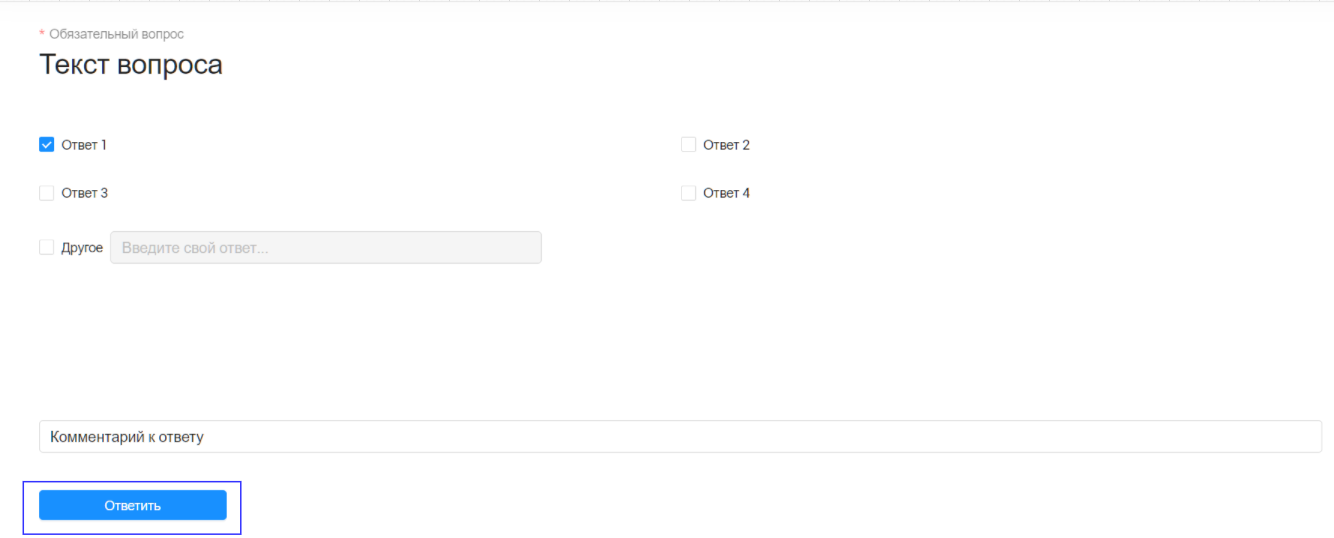 * Обязательный вопрос
Текст вопроса
Ответ 1
Ответ 2
Ответ 3
Ответ 4
Другое Введите свой ответ...
Комментарий к ответу
Ответить